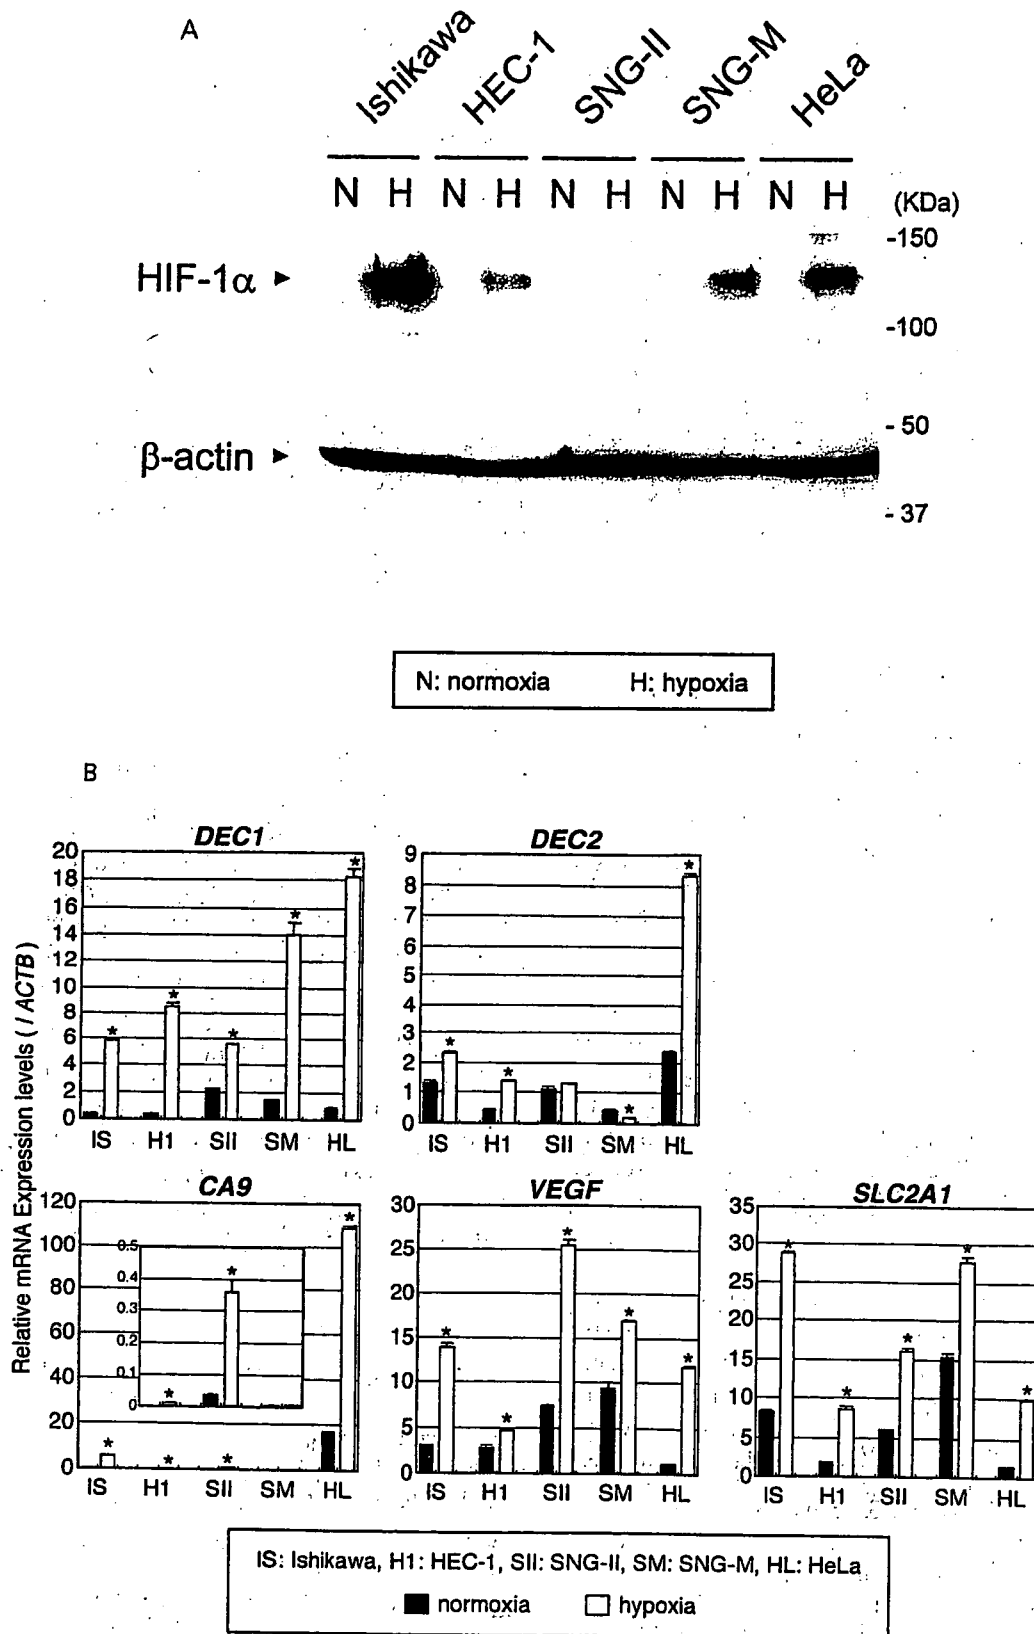 A
Ishikawa HEC-1 SNG-II SNG-M HeLa
N H N H N H N H N H (KDa)
-150
HIF-1α ►
-100
- 50
β-actin ►
- 37
N: normoxia H: hypoxia
B
Relative mRNA Expression levels ( / ACTB )
DEC1
20
18
16
14
12
10
8
6
4
2
0
* * * * *
IS H1 SII SM HL
DEC2
9
8
7
6
5
4
3
2
1
0
* * * *
IS H1 SII SM HL
CA9
120
100
80
60
40
20
0
0.5
0.4
0.3
0.2
0.1
0
* *
* * * *
IS H1 SII SM HL
VEGF
30
25
20
15
10
5
0
* * * * *
IS H1 SII SM HL
SLC2A1
35
30
25
20
15
10
5
0
* * * * *
IS H1 SII SM HL
IS: Ishikawa, H1: HEC-1, SII: SNG-II, SM: SNG-M, HL: HeLa
normoxia hypoxia